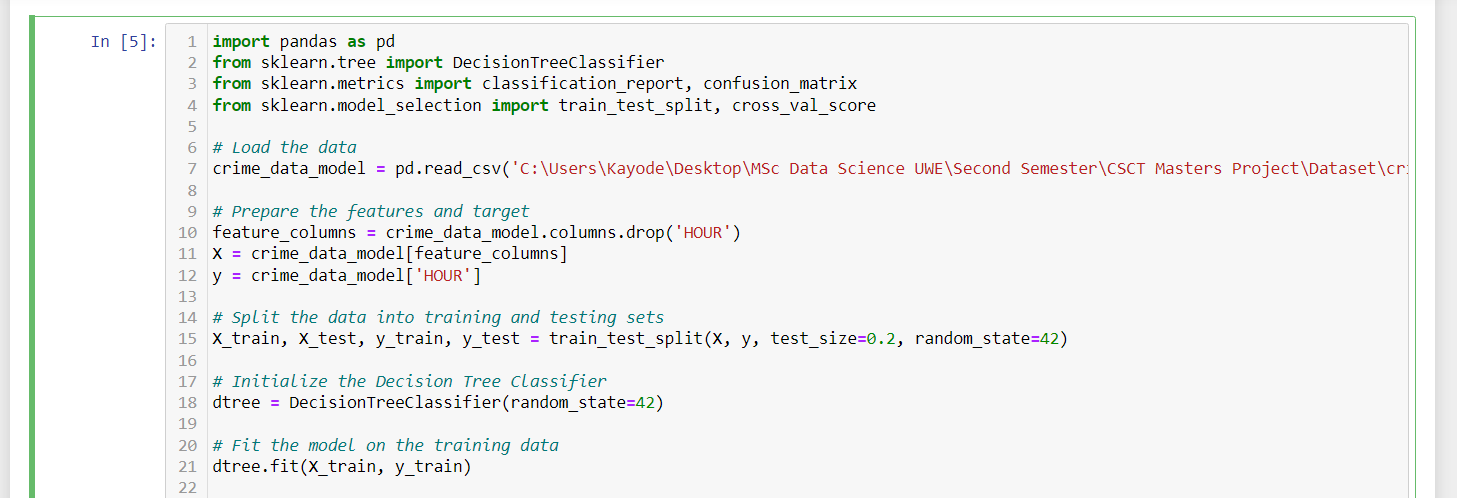 In [5]:
1 import pandas as pd
2 from sklearn.tree import DecisionTreeClassifier
3 from sklearn.metrics import classification_report, confusion_matrix
4 from sklearn.model_selection import train_test_split, cross_val_score
5
6 # Load the data
7 crime_data_model = pd.read_csv('C:\Users\Kayode\Desktop\MSc Data Science UWE\Second Semester\CSCT Masters Project\Dataset\cr
8
9 # Prepare the features and target
10 feature_columns = crime_data_model.columns.drop('HOUR')
11 X = crime_data_model[feature_columns]
12 y = crime_data_model['HOUR']
13
14 # Split the data into training and testing sets
15 X_train, X_test, y_train, y_test = train_test_split(X, y, test_size=0.2, random_state=42)
16
17 # Initialize the Decision Tree Classifier
18 dtree = DecisionTreeClassifier(random_state=42)
19
20 # Fit the model on the training data
21 dtree.fit(X_train, y_train)
22